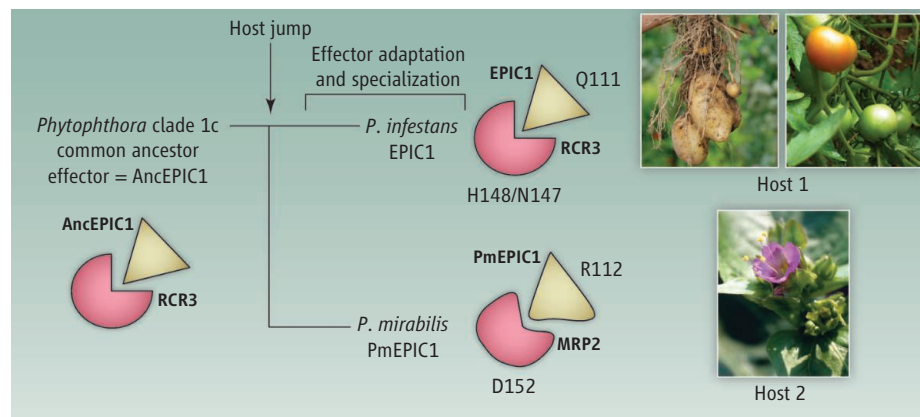 Host jump
Effector adaptation
and specialization
EPIC1
Q111
Phytophthora clade 1c
common ancestor
effector = AncEPIC1
P. infestans
EPIC1
RCR3
H148/N147
Host 1
AncEPIC1
RCR3
PmEPIC1
R112
P. mirabilis
PmEPIC1
MRP2
D152
Host 2